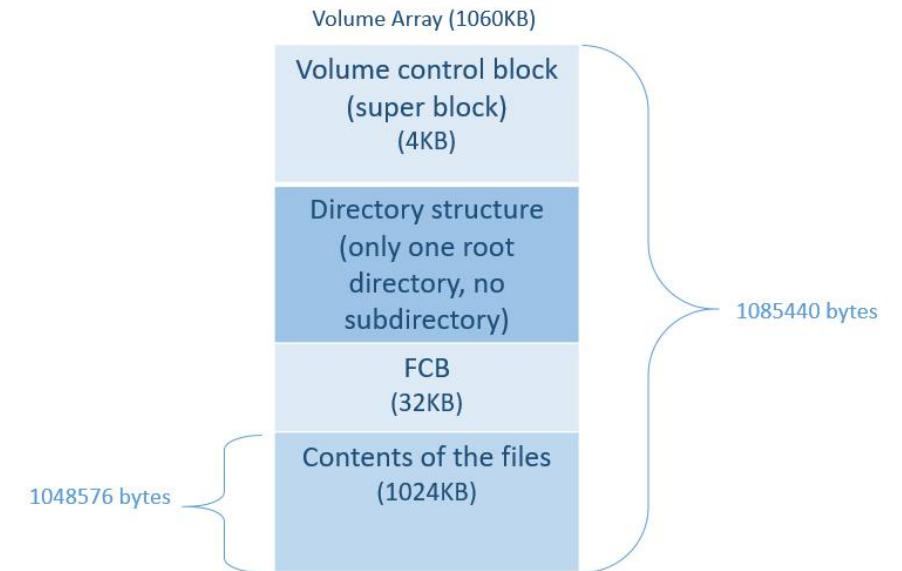 Volume Array (1060KB)
Volume control block
(super block)
(4KB)
Directory structure
(only one root
directory, no
subdirectory)
1085440 bytes
FCB
(32KB)
Contents of the files
(1024KB)
1048576 bytes